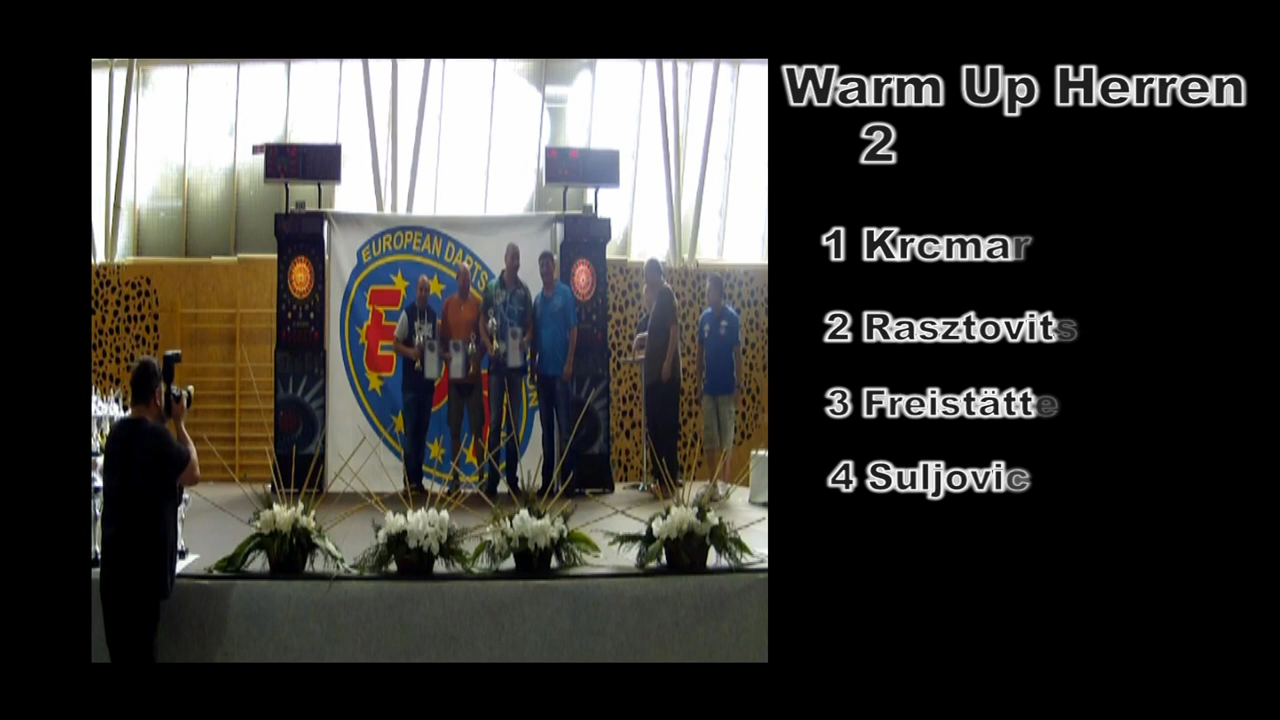 Warm Up Herren
2
1 Krcmar
2 Rasztovits
3 Freistätte
4 Suljovic
EUROPEAN DARTS
E